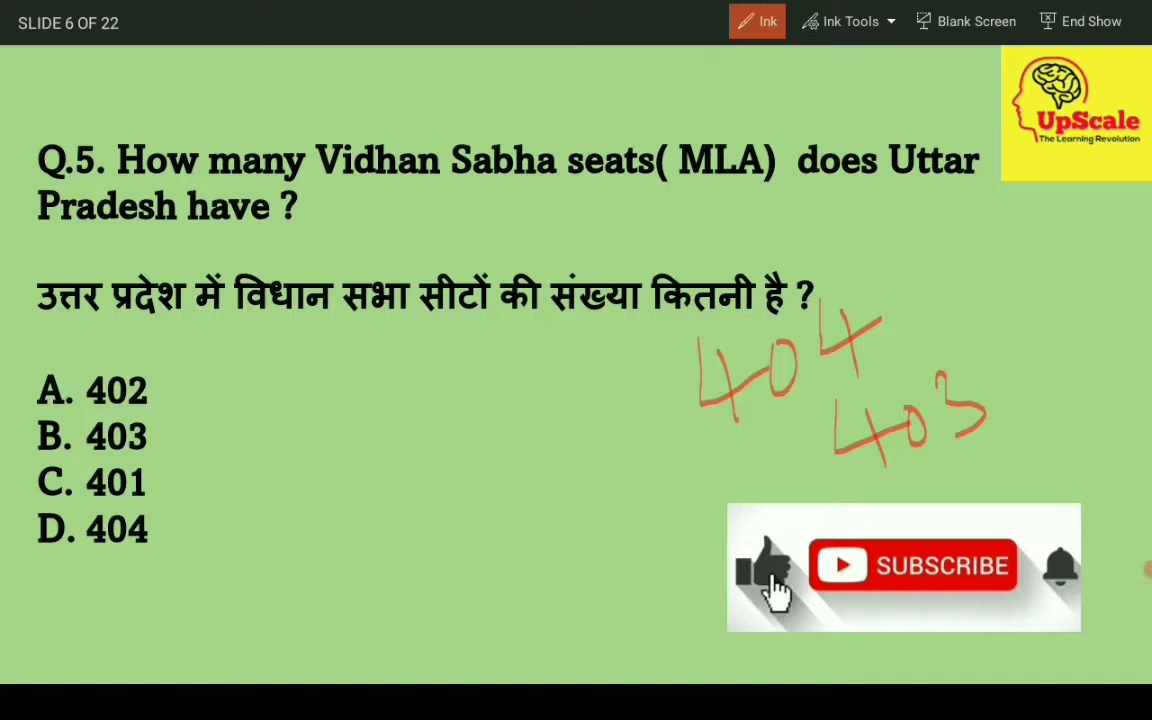 SLIDE 6 OF 22
Ink
Ink Tools
Blank Screen
End Show
UpScale
The Learning Revolution
Q.5. How many Vidhan Sabha seats( MLA) does Uttar
Pradesh have ?
उत्तर प्रदेश में विधान सभा सीटों की संख्या कितनी है ?
404
403
A. 402
B. 403
C. 401
D. 404
SUBSCRIBE